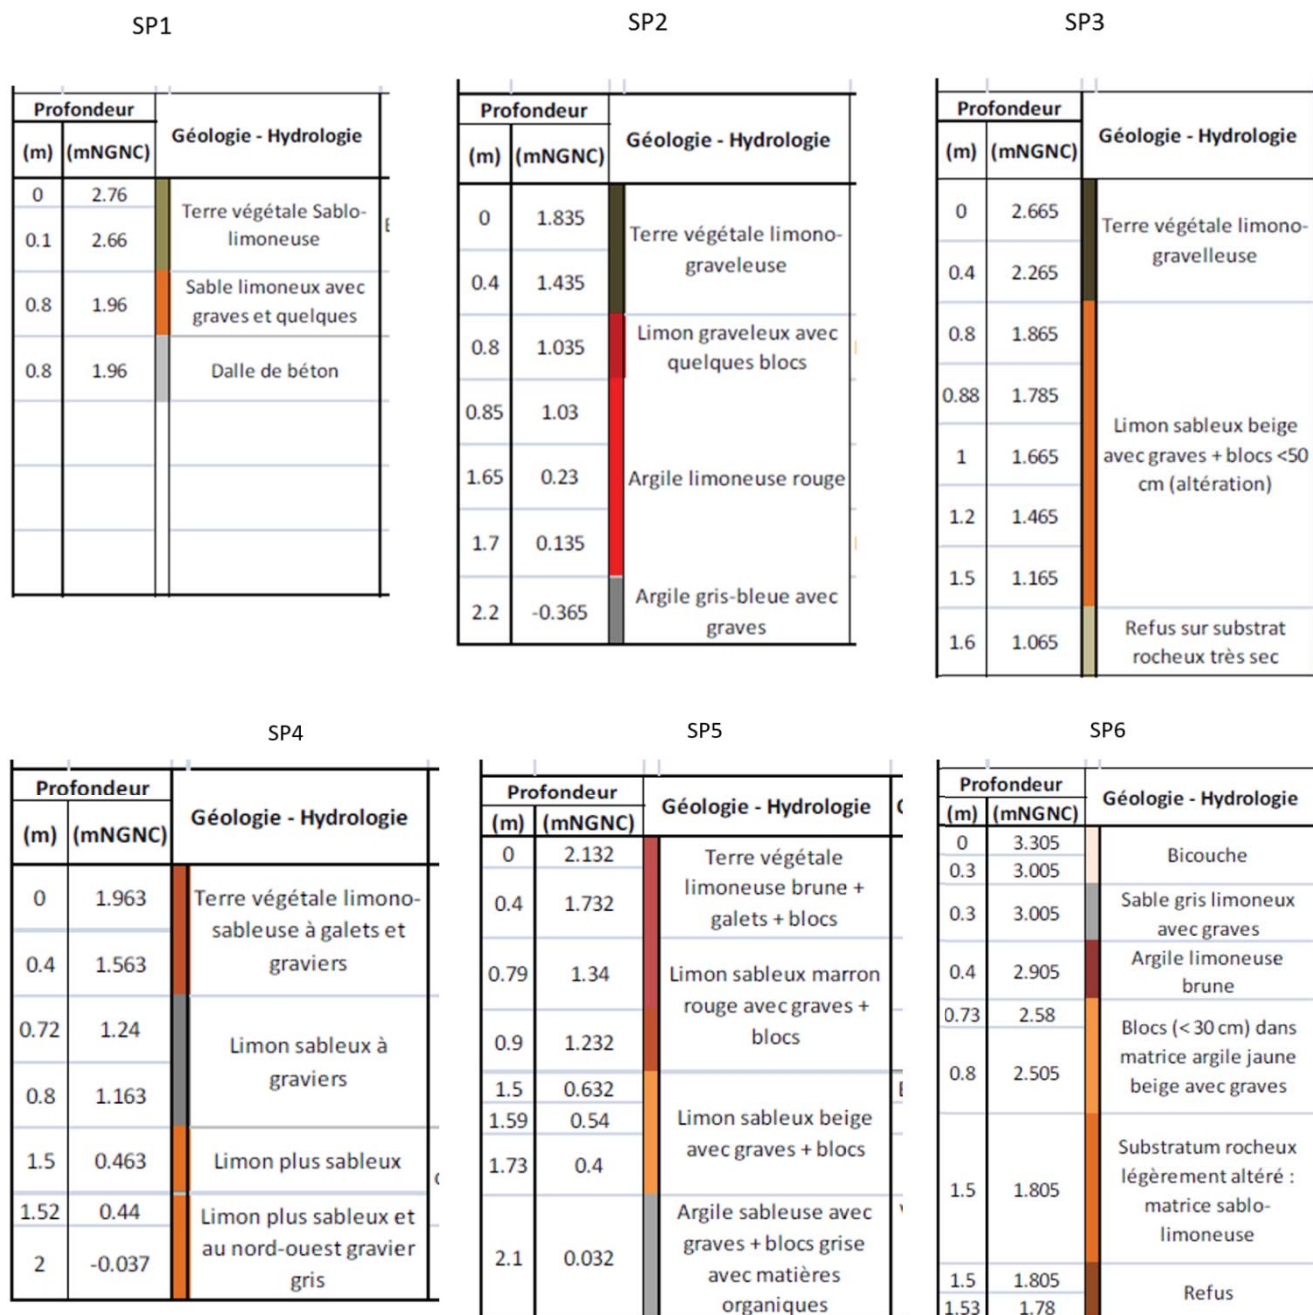 SP1
Profondeur
Géologie - Hydrologie
(m) (mNGNC)
0 2.76
Terre végétale Sablo-
limoneuse
0.1 2.66
Sable limoneux avec
graves et quelques
0.8 1.96
0.8 1.96 Dalle de béton
SP2
Profondeur
Géologie - Hydrologie
(m) (mNGNC)
0 1.835
Terre végétale limono-
graveleuse
0.4 1.435
Limon graveleux avec
quelques blocs
0.8 1.035
0.85 1.03
1.65 0.23 Argile limoneuse rouge
1.7 0.135
Argile gris-bleue avec
graves
2.2 -0.365
SP3
Profondeur
Géologie - Hydrologie
(m) (mNGNC)
0 2.665
Terre végétale limono-
gravelleuse
0.4 2.265
0.8 1.865
0.88 1.785
Limon sableux beige
avec graves + blocs <50
cm (altération)
1 1.665
1.2 1.465
1.5 1.165
Refus sur substrat
rocheux très sec
1.6 1.065
SP4
Profondeur
Géologie - Hydrologie
(m) (mNGNC)
0 1.963
Terre végétale limono-
sableuse à galets et
graviers
0.4 1.563
0.72 1.24
Limon sableux à
graviers
0.8 1.163
1.5 0.463 Limon plus sableux
1.52 0.44
Limon plus sableux et
au nord-ouest gravier
gris
2 -0.037
SP5
Profondeur
Géologie - Hydrologie
(m) (mNGNC)
0 2.132
Terre végétale
limoneuse brune +
galets + blocs
0.4 1.732
0.79 1.34
Limon sableux marron
rouge avec graves +
blocs
0.9 1.232
1.5 0.632
1.59 0.54
Limon sableux beige
avec graves + blocs
1.73 0.4
Argile sableuse avec
graves + blocs grise
avec matières
organiques
2.1 0.032
SP6
Profondeur
Géologie - Hydrologie
(m) (mNGNC)
0 3.305
Bicouche
0.3 3.005
Sable gris limoneux
avec graves
0.3 3.005
Argile limoneuse
brune
0.4 2.905
0.73 2.58
Blocs (< 30 cm) dans
matrice argile jaune
beige avec graves
0.8 2.505
Substratum rocheux
légèrement altéré :
matrice sablo-
limoneuse
1.5 1.805
1.5 1.805
Refus
1.53 1.78